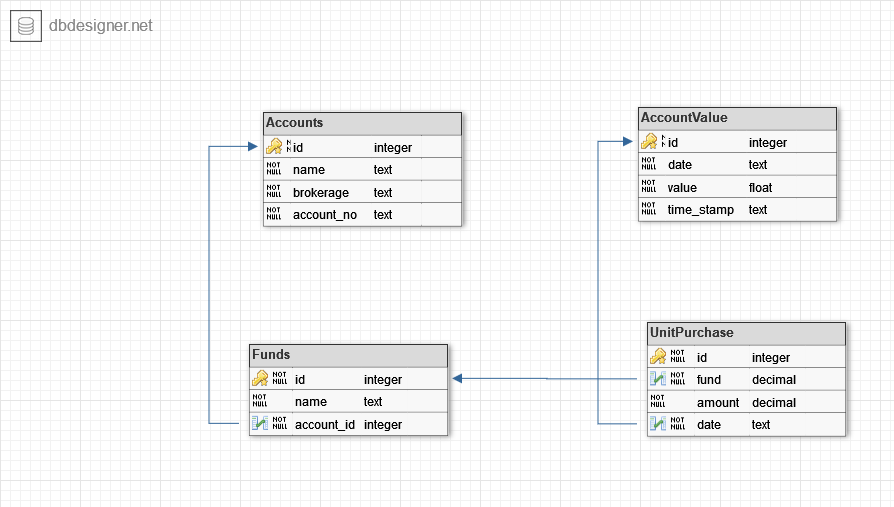 dbdesigner.net
Accounts
N N id integer
NOT NULL name text
NOT NULL brokerage text
NOT NULL account_no text
AccountValue
N N id integer
NOT NULL date text
NOT NULL value float
NOT NULL time_stamp text
Funds
NOT NULL id integer
NOT NULL name text
NOT NULL account_id integer
UnitPurchase
NOT NULL id integer
NOT NULL fund decimal
NOT NULL amount decimal
NOT NULL date text